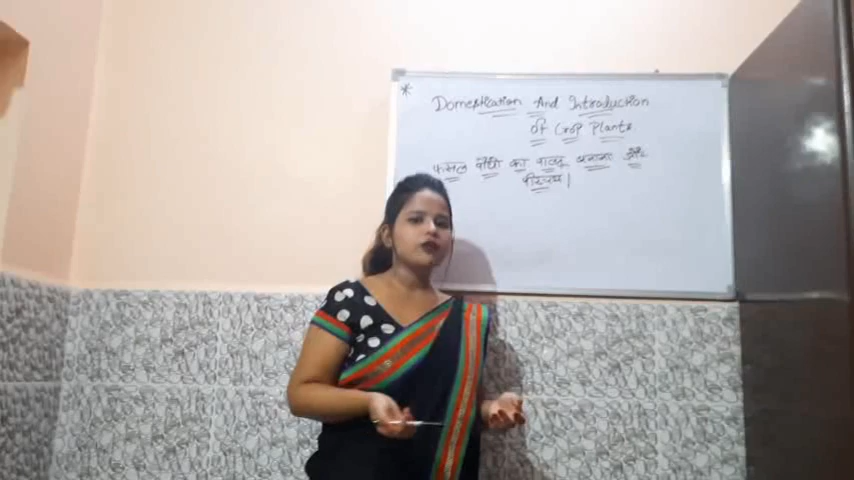 * Domestication And Introduction
Of Crop Plants
फसल पौधों का पालतू बनाना और
परिचय।